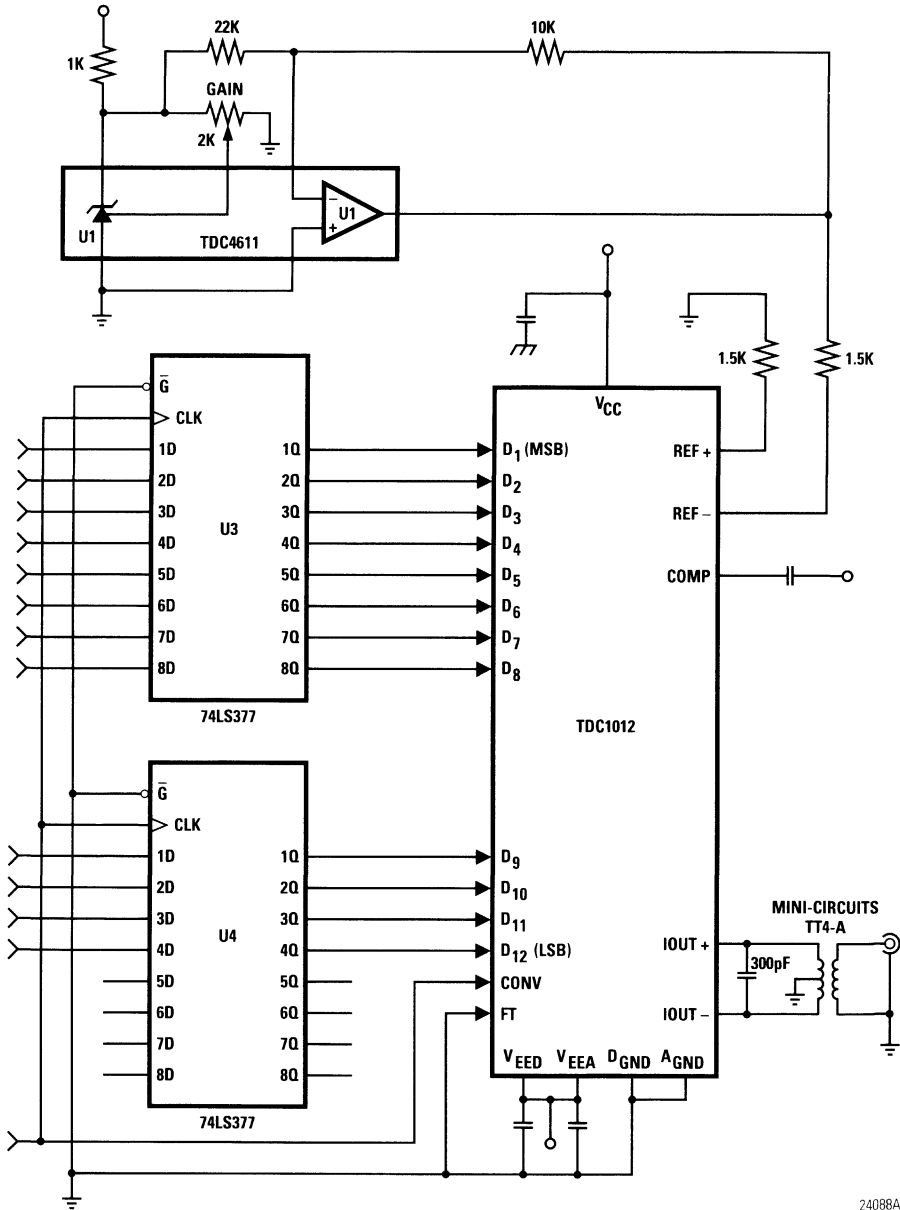 22K
10K
1K
GAIN
2K
U1
U1
−
+
TDC4611
1.5K
1.5K
G̅
CLK
1D
2D
3D
4D
5D
6D
7D
8D
1Q
2Q
3Q
4Q
5Q
6Q
7Q
8Q
U3
74LS377
VCC
D1 (MSB)
D2
D3
D4
D5
D6
D7
D8
REF +
REF −
COMP
TDC1012
G̅
CLK
1D
2D
3D
4D
5D
6D
7D
8D
1Q
2Q
3Q
4Q
5Q
6Q
7Q
8Q
U4
74LS377
D9
D10
D11
D12 (LSB)
CONV
FT
IOUT +
IOUT −
300pF
MINI-CIRCUITS
TT4-A
VEED
VEEA
DGND
AGND
24088A